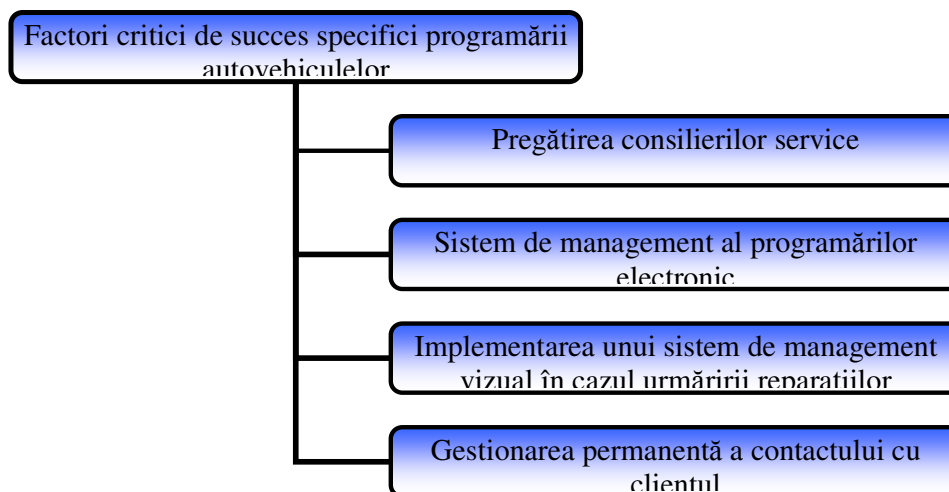 Factori critici de succes specifici programării
autovehiculelor
Pregătirea consilierilor service
Sistem de management al programărilor
electronic
Implementarea unui sistem de management
vizual în cazul urmăririi reparațiilor
Gestionarea permanentă a contactului cu
clientul